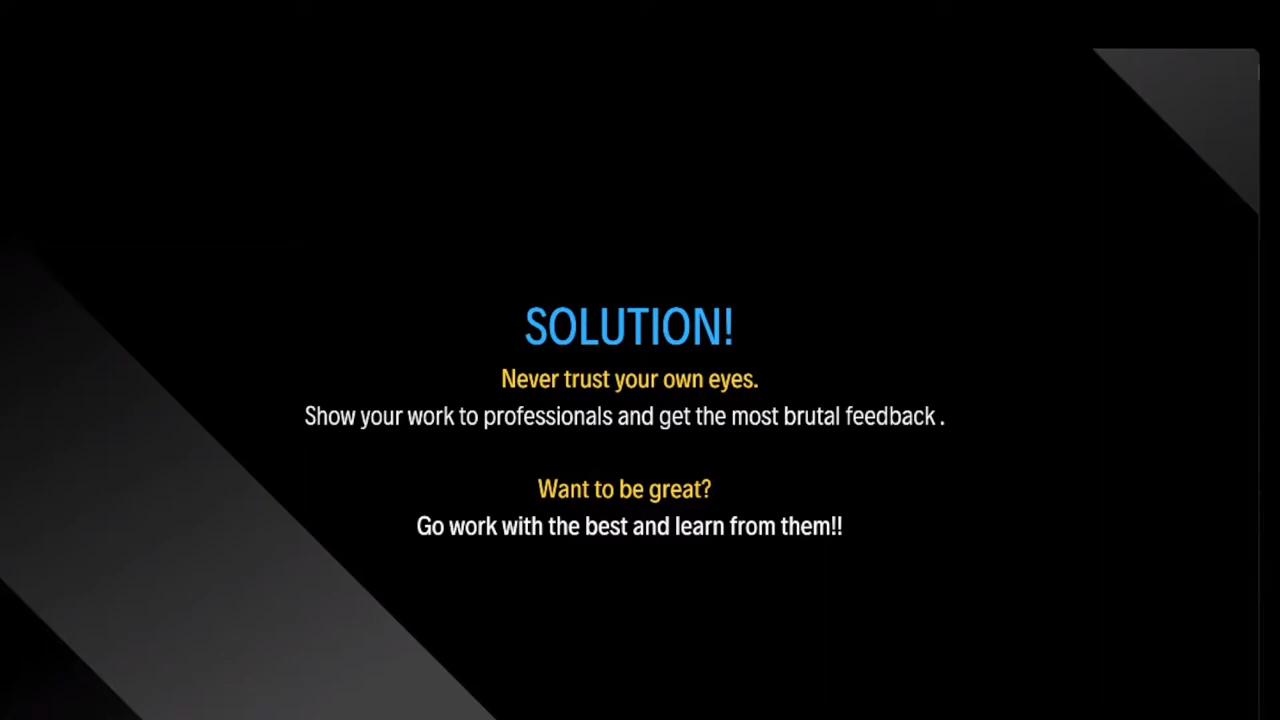 SOLUTION!
Never trust your own eyes.
Show your work to professionals and get the most brutal feedback .
Want to be great?
Go work with the best and learn from them!!